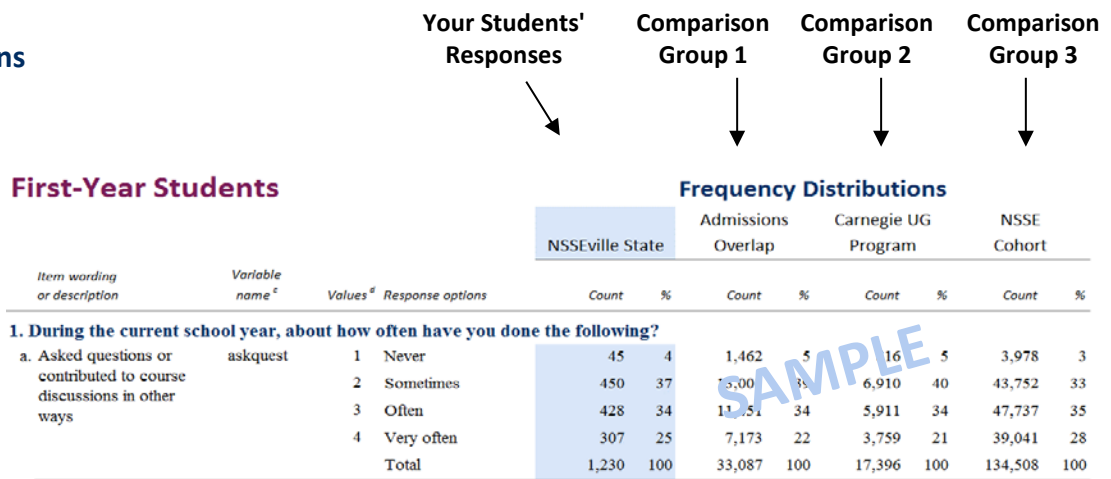 Your Students' Comparison Comparison Comparison
Responses Group 1 Group 2 Group 3
ns
First-Year Students Frequency Distributions
Admissions Carnegie UG NSSE
NSSEville State Overlap Program Cohort
Item wording Variable
or description name c Values d Response options Count % Count % Count % Count %
1. During the current school year, about how often have you done the following?
a. Asked questions or askquest 1 Never 45 4 1,462 5 16 5 3,978 3
contributed to course 2 Sometimes 450 37 39 6,910 40 43,752 33
discussions in other
ways 3 Often 428 34 34 5,911 34 47,737 35
4 Very often 307 25 7,173 22 3,759 21 39,041 28
Total 1,230 100 33,087 100 17,396 100 134,508 100
SAMPLE